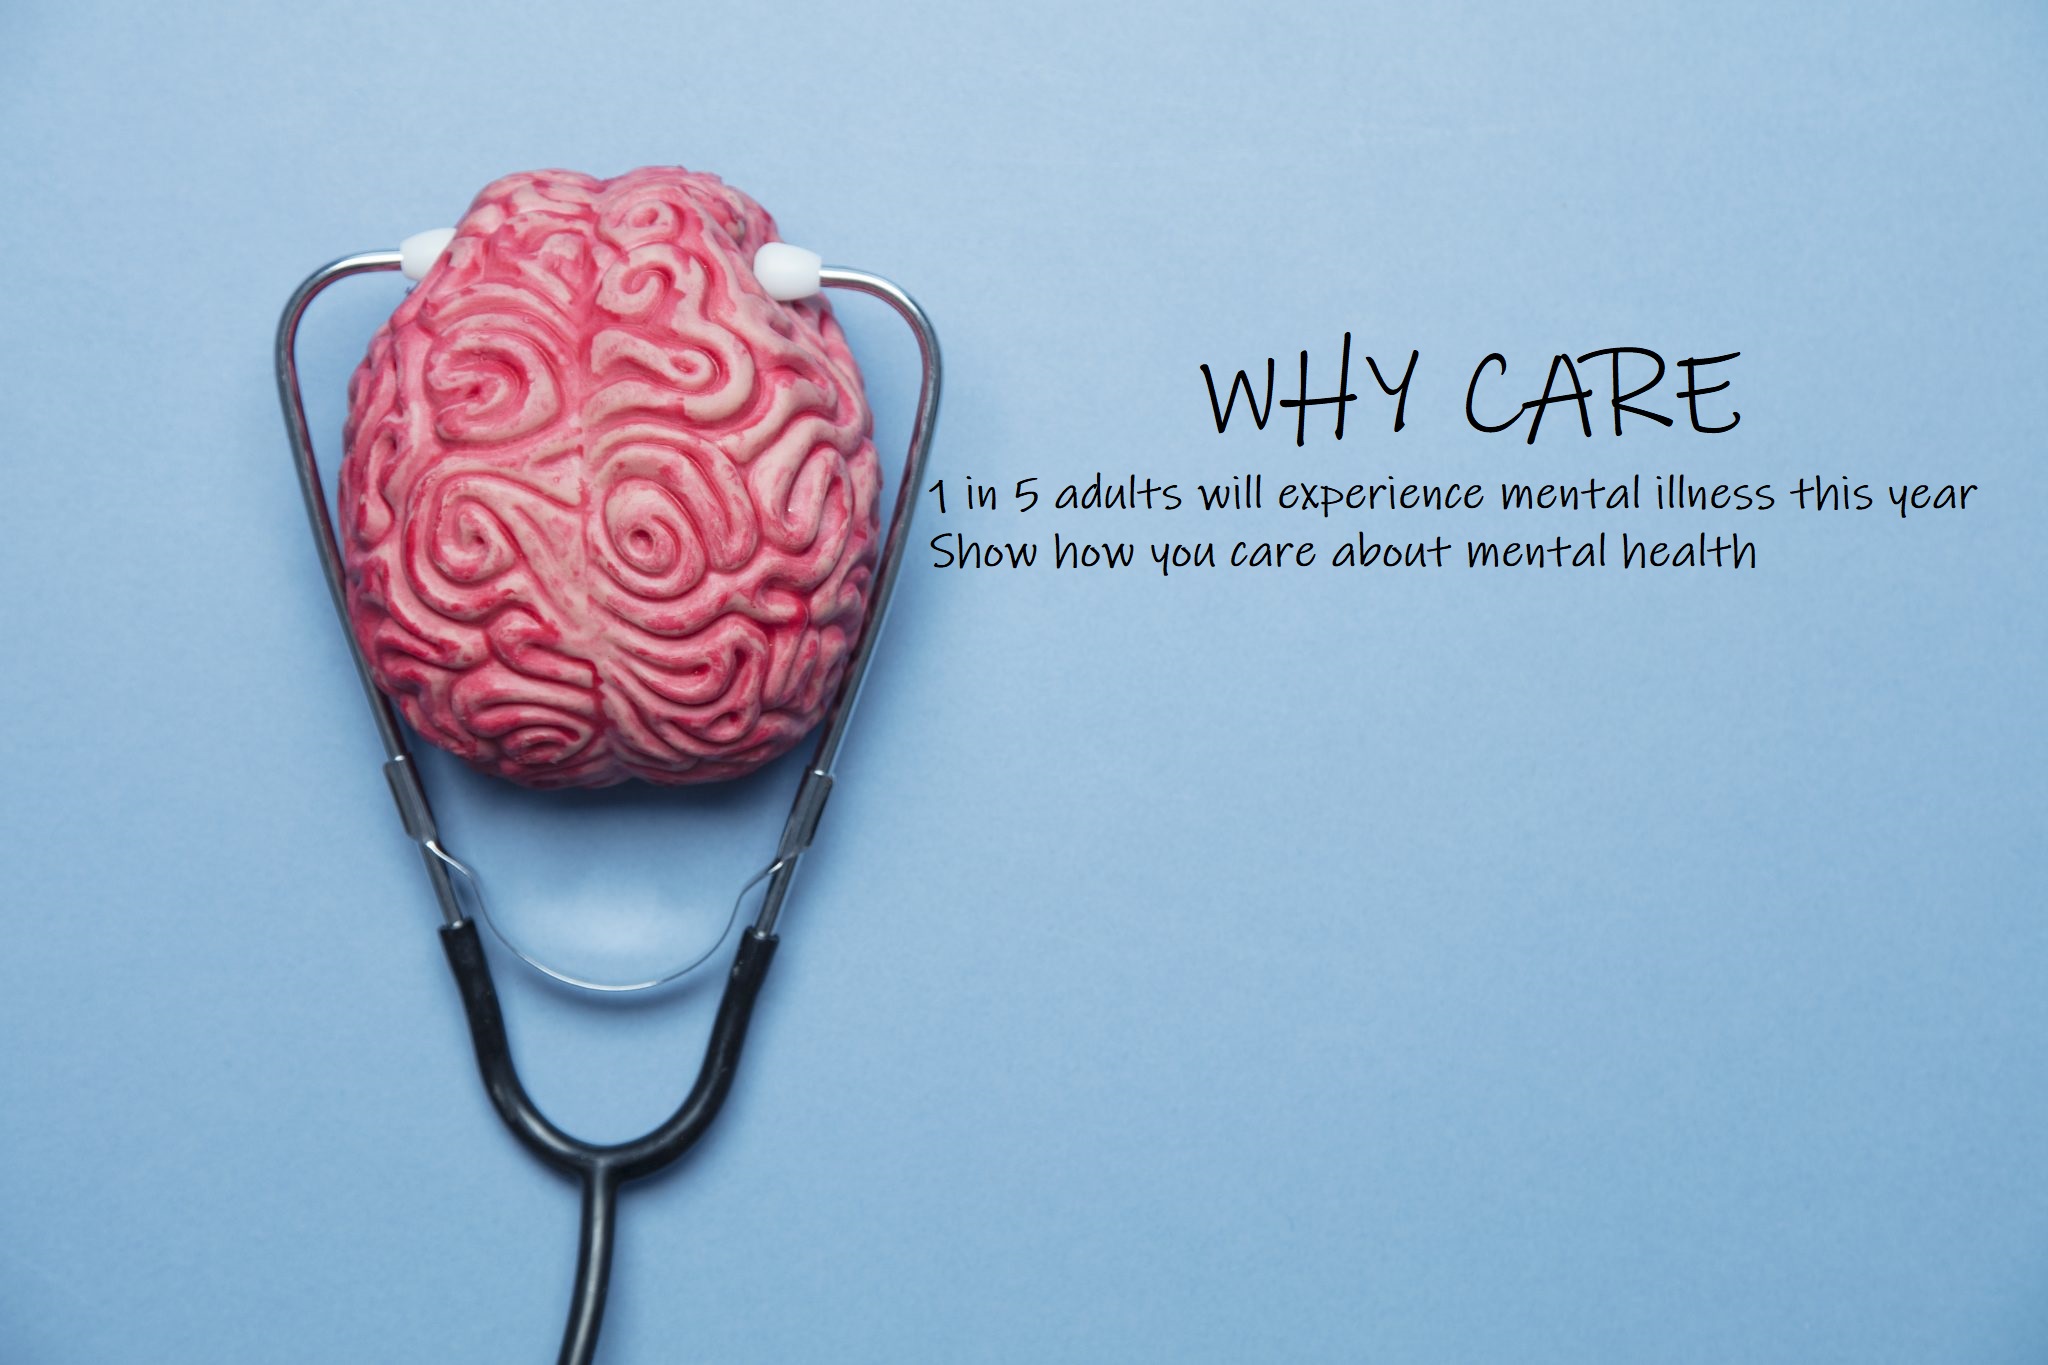 WHY CARE
1 in 5 adults will experience mental illness this year
Show how you care about mental health